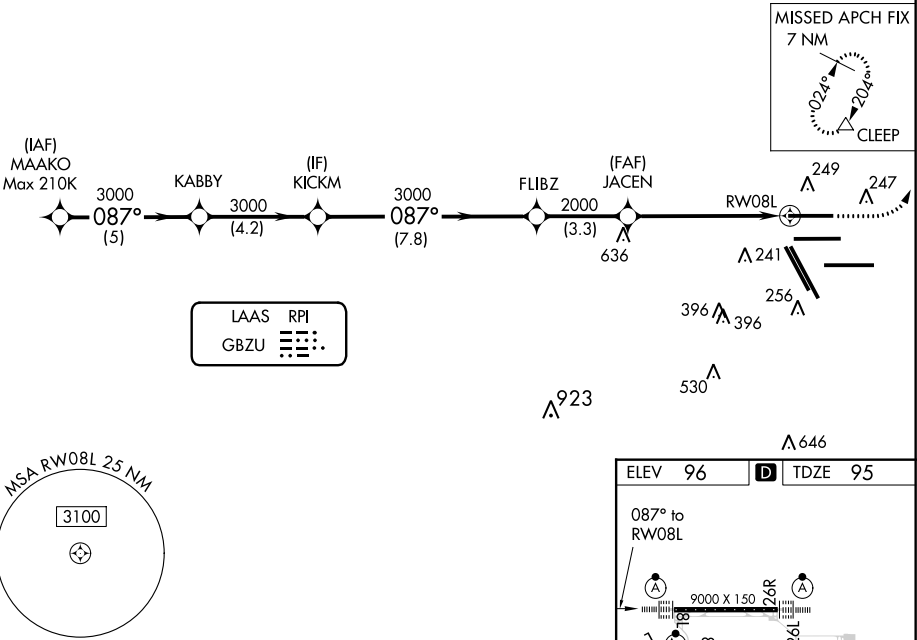 MISSED APCH FIX
7 NM
024°
204°
CLEEP
(IAF)
MAAKO
Max 210K
3000
087°
(5)
KABBY
3000
(4.2)
(IF)
KICKM
3000
087°
(7.8)
FLIBZ
2000
(3.3)
(FAF)
JACEN
636
RW08L
249
247
241
256
396
396
530
923
646
LAAS RPI
GBZU
MSA RW08L 25 NM
3100
ELEV 96
D
TDZE 95
087° to
RW08L
A
A
9000 X 150
26R
26L